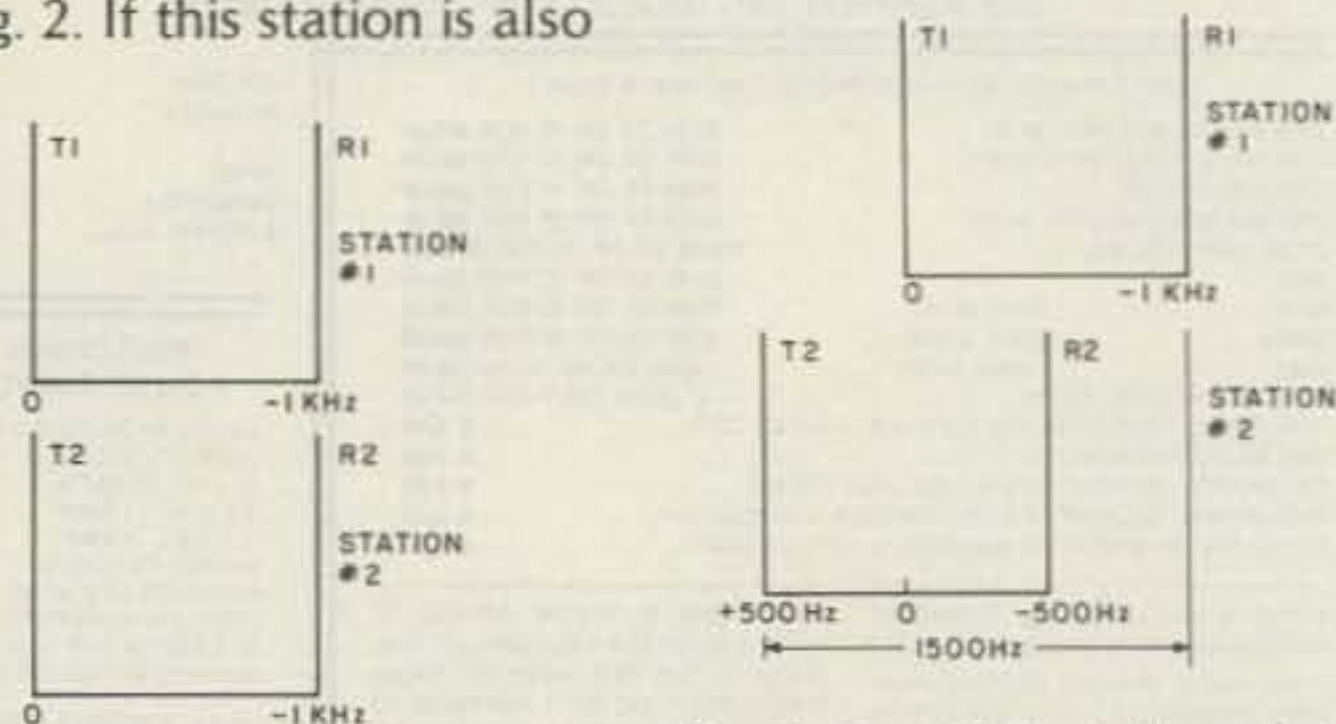 g. 2. If this station is also
T1
R1
STATION
#1
0
-1 KHz
T2
R2
STATION
#2
0
-1 KHz
T1
R1
STATION
#1
0
-1 KHz
T2
R2
STATION
#2
+500 Hz
0
-500Hz
1500Hz